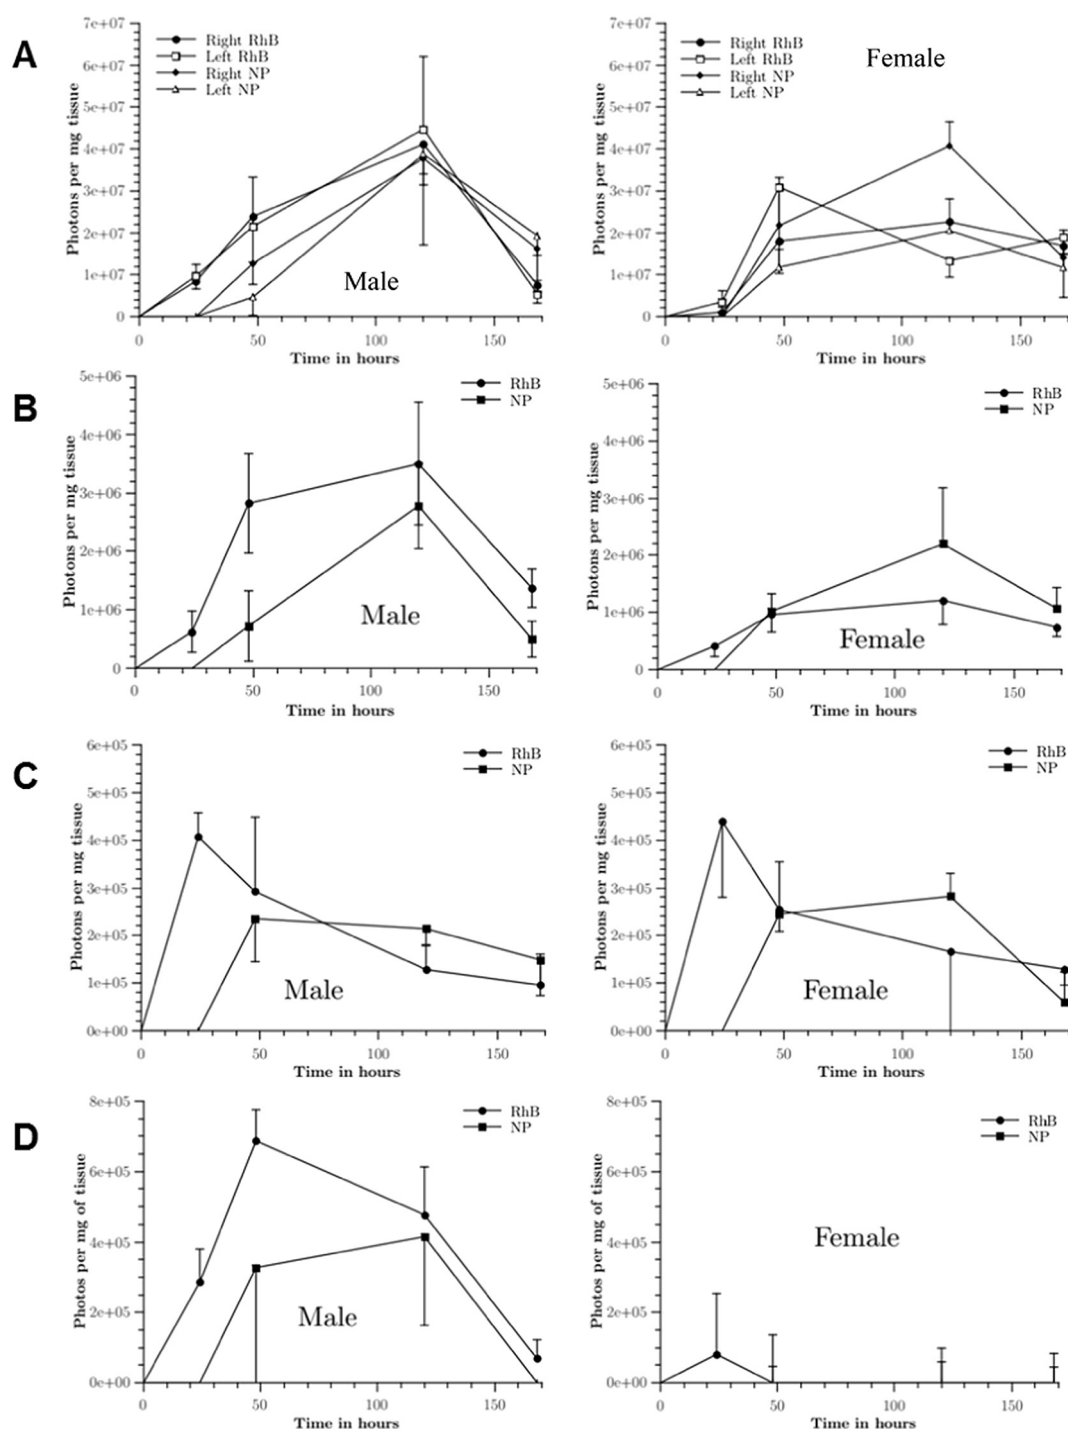 A
Photons per mg tissue
7e+07
6e+07
5e+07
4e+07
3e+07
2e+07
1e+07
0
Right RhB
Left RhB
Right NP
Left NP
Male
0 50 100 150
Time in hours
Photons per mg tissue
7e+07
6e+07
5e+07
4e+07
3e+07
2e+07
1e+07
0
Right RhB
Left RhB
Right NP
Left NP
Female
0 50 100 150
Time in hours
B
Photons per mg tissue
5e+06
4e+06
3e+06
2e+06
1e+06
0
RhB
NP
Male
0 50 100 150
Time in hours
Photons per mg tissue
5e+06
4e+06
3e+06
2e+06
1e+06
0
RhB
NP
Female
0 50 100 150
Time in hours
C
Photons per mg tissue
6e+05
5e+05
4e+05
3e+05
2e+05
1e+05
0e+00
RhB
NP
Male
0 50 100 150
Time in hours
Photons per mg tissue
6e+05
5e+05
4e+05
3e+05
2e+05
1e+05
0e+00
RhB
NP
Female
0 50 100 150
Time in hours
D
Photos per mg of tissue
8e+05
6e+05
4e+05
2e+05
0e+00
RhB
NP
Male
0 50 100 150
Time in hours
Photos per mg of tissue
8e+05
6e+05
4e+05
2e+05
0e+00
RhB
NP
Female
0 50 100 150
Time in hours